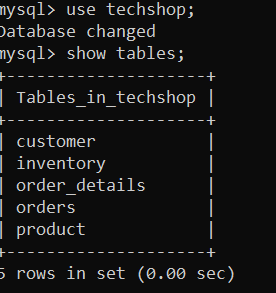 mysql> use techshop;
Database changed
mysql> show tables;
+--------------------+
| Tables_in_techshop |
+--------------------+
| customer           |
| inventory          |
| order_details      |
| orders             |
| product            |
+--------------------+
5 rows in set (0.00 sec)